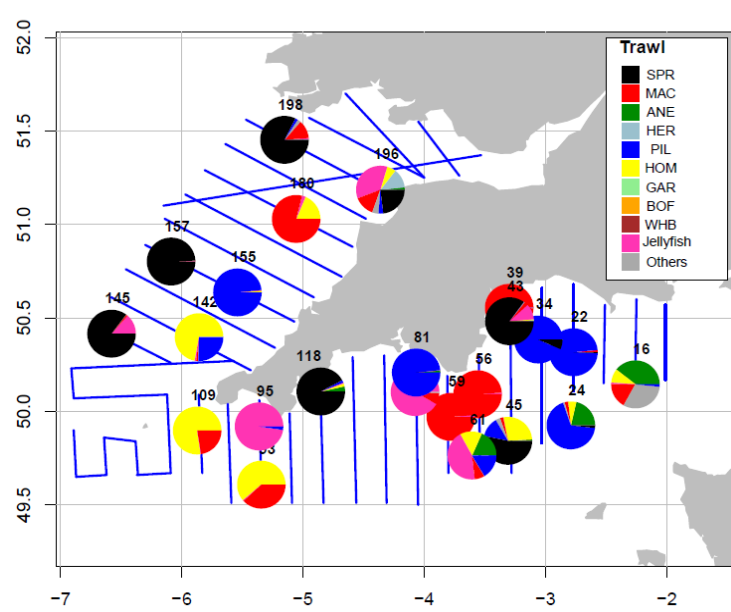 52.0
51.5
51.0
50.5
50.0
49.5
Trawl
SPR
MAC
ANE
HER
PIL
HOM
GAR
BOF
WHB
Jellyfish
Others
198
196
180
157
155
145
142
39
43
34
22
81
118
56
16
109
95
59
61
45
24
−7
−6
−5
−4
−3
−2